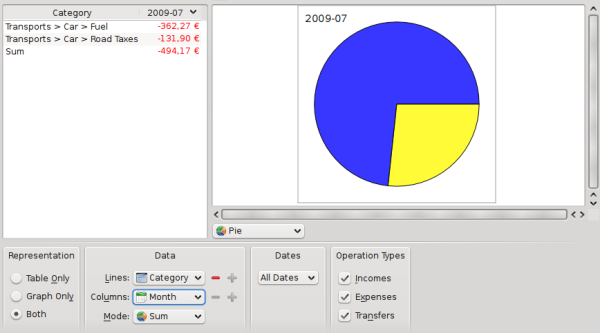 Category 2009-07
Transports > Car > Fuel -362,27 €
Transports > Car > Road Taxes -131,90 €
Sum -494,17 €
2009-07
Pie
Representation
Table Only
Graph Only
Both
Data
Lines: Category
Columns: Month
Mode: Sum
Dates
All Dates
Operation Types
Incomes
Expenses
Transfers